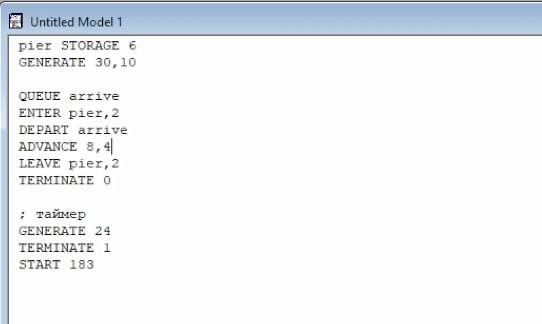 Untitled Model 1
pier STORAGE 6
GENERATE 30,10
QUEUE arrive
ENTER pier,2
DEPART arrive
ADVANCE 8,4
LEAVE pier,2
TERMINATE 0
; таймер
GENERATE 24
TERMINATE 1
START 183